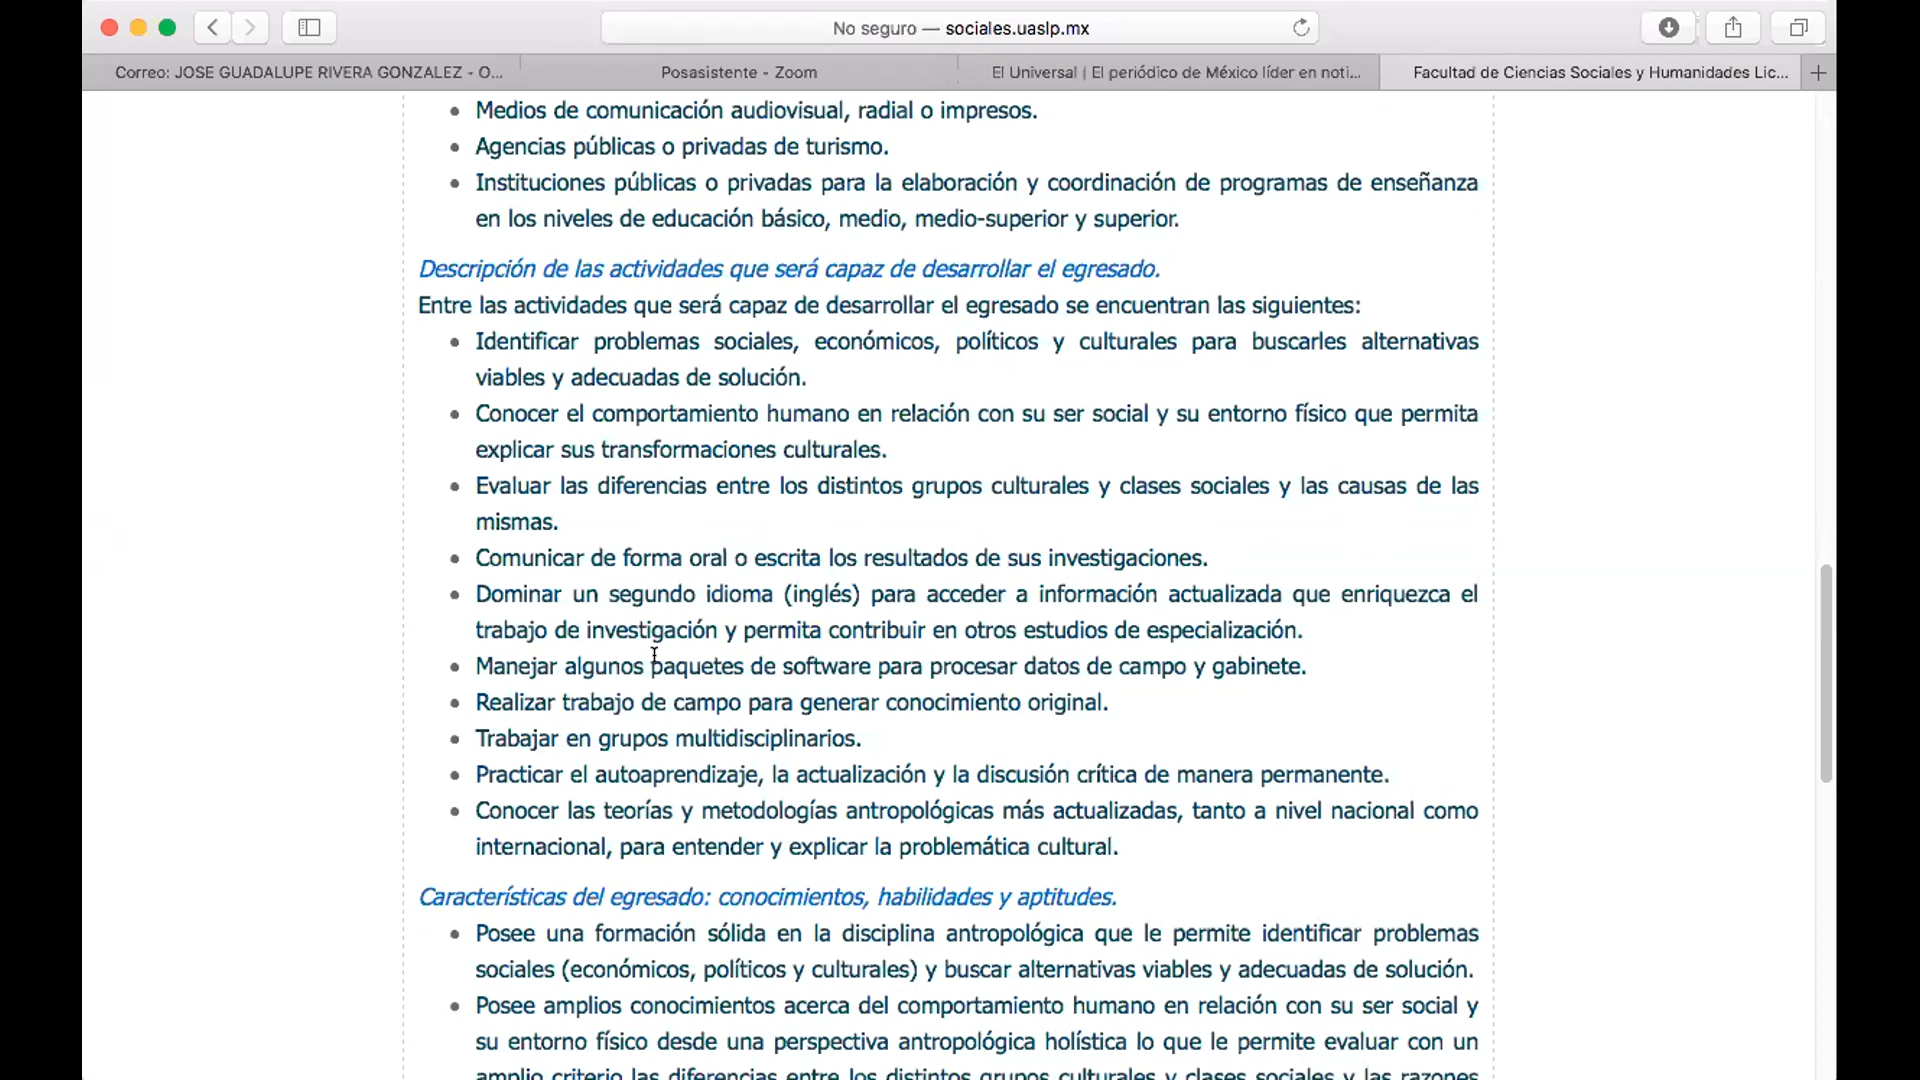 No seguro — sociales.uaslp.mx
Correo: JOSE GUADALUPE RIVERA GONZALEZ - O...
Posasistente - Zoom
El Universal | El periódico de México líder en noti...
Facultad de Ciencias Sociales y Humanidades Lic...
Medios de comunicación audiovisual, radial o impresos.
Agencias públicas o privadas de turismo.
Instituciones públicas o privadas para la elaboración y coordinación de programas de enseñanza
en los niveles de educación básico, medio, medio-superior y superior.
Descripción de las actividades que será capaz de desarrollar el egresado.
Entre las actividades que será capaz de desarrollar el egresado se encuentran las siguientes:
Identificar problemas sociales, económicos, políticos y culturales para buscarles alternativas
viables y adecuadas de solución.
Conocer el comportamiento humano en relación con su ser social y su entorno físico que permita
explicar sus transformaciones culturales.
Evaluar las diferencias entre los distintos grupos culturales y clases sociales y las causas de las
mismas.
Comunicar de forma oral o escrita los resultados de sus investigaciones.
Dominar un segundo idioma (inglés) para acceder a información actualizada que enriquezca el
trabajo de investigación y permita contribuir en otros estudios de especialización.
Manejar algunos paquetes de software para procesar datos de campo y gabinete.
Realizar trabajo de campo para generar conocimiento original.
Trabajar en grupos multidisciplinarios.
Practicar el autoaprendizaje, la actualización y la discusión crítica de manera permanente.
Conocer las teorías y metodologías antropológicas más actualizadas, tanto a nivel nacional como
internacional, para entender y explicar la problemática cultural.
Características del egresado: conocimientos, habilidades y aptitudes.
Posee una formación sólida en la disciplina antropológica que le permite identificar problemas
sociales (económicos, políticos y culturales) y buscar alternativas viables y adecuadas de solución.
Posee amplios conocimientos acerca del comportamiento humano en relación con su ser social y
su entorno físico desde una perspectiva antropológica holística lo que le permite evaluar con un
amplio criterio las diferencias entre los distintos grupos culturales y clases sociales y las razones